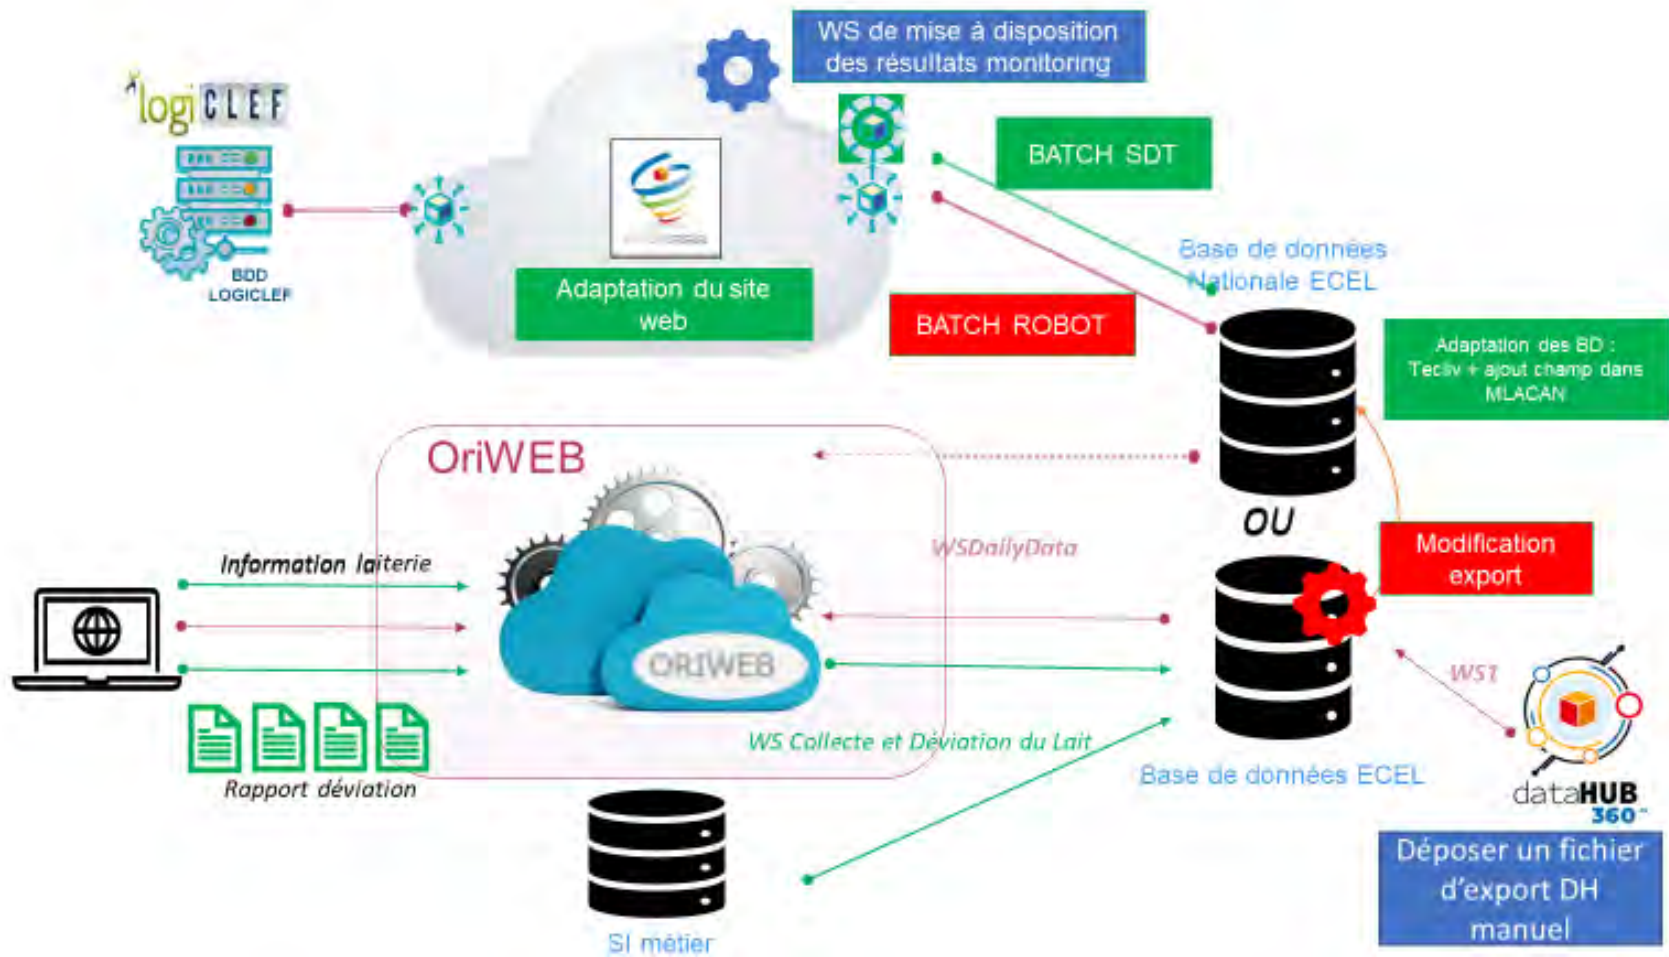 WS de mise à disposition
des résultats monitoring
logiCLEF
BATCH SDT
BDD
LOGICLEF
Adaptation du site
web
BATCH ROBOT
Base de données
Nationale ECEL
Adaptation des BD :
Tecliv + ajout champ dans
MLACAN
OriWEB
OU
Modification
export
Information laiterie
WSDailyData
ORIWEB
WS1
WS Collecte et Déviation du Lait
Rapport déviation
Base de données ECEL
dataHUB
360
Déposer un fichier
d'export DH
manuel
SI métier